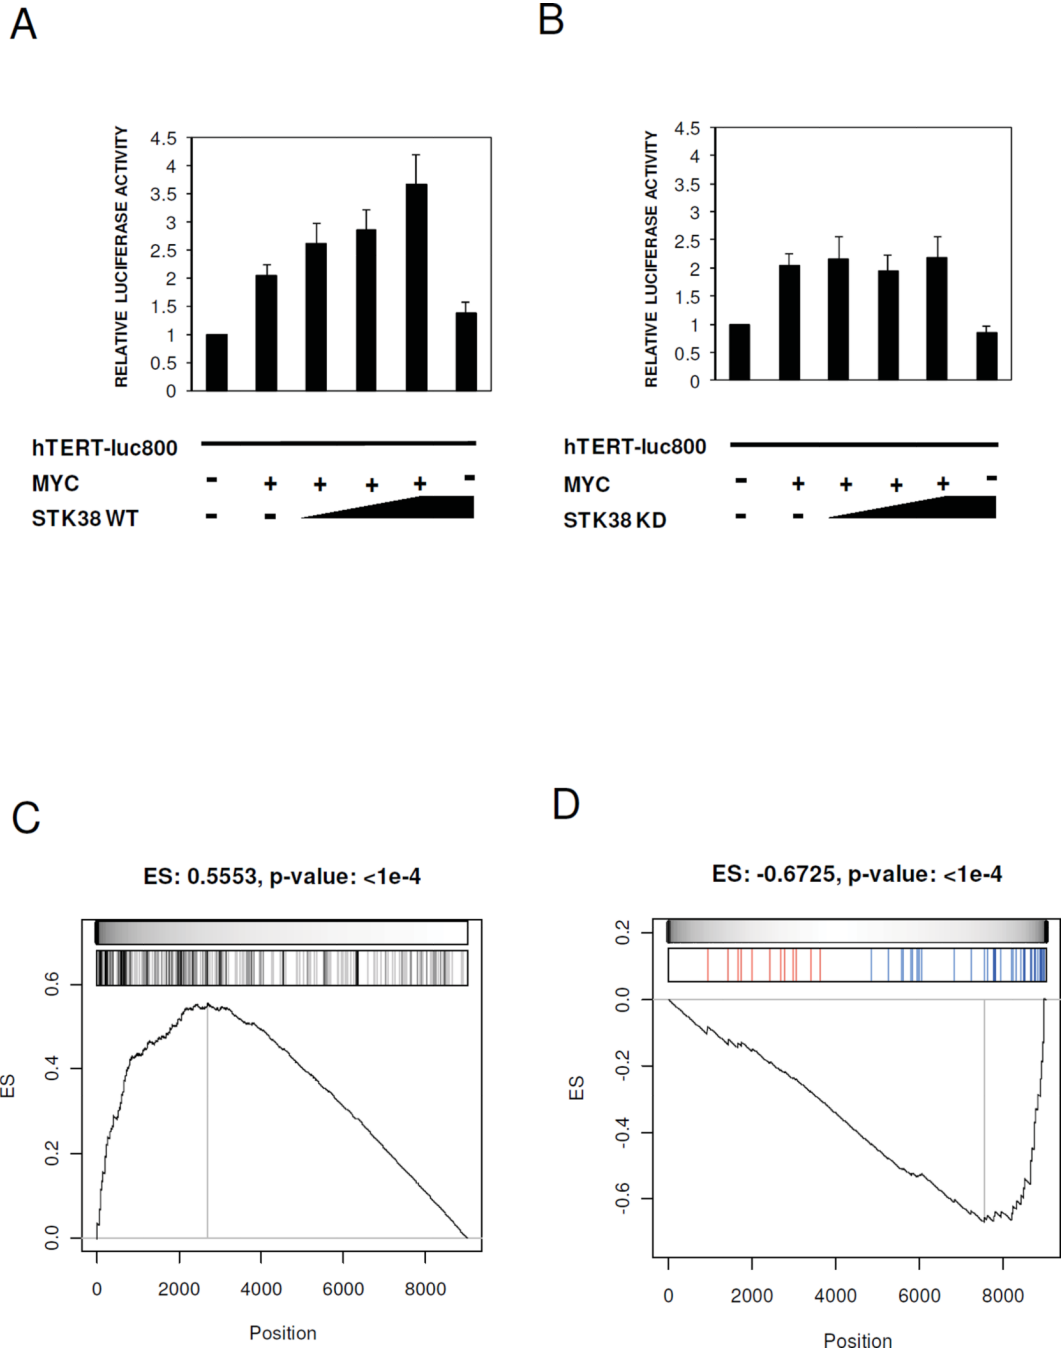 A
B
RELATIVE LUCIFERASE ACTIVITY
4.5
4
3.5
3
2.5
2
1.5
1
0.5
0
hTERT-luc800
MYC - + + + + -
STK38 WT - -
RELATIVE LUCIFERASE ACTIVITY
4.5
4
3.5
3
2.5
2
1.5
1
0.5
0
hTERT-luc800
MYC - + + + + -
STK38 KD - -
C
D
ES: 0.5553, p-value: <1e-4
ES
0.6
0.4
0.2
0.0
0 2000 4000 6000 8000
Position
ES: -0.6725, p-value: <1e-4
ES
0.2
0.0
-0.2
-0.4
-0.6
0 2000 4000 6000 8000
Position